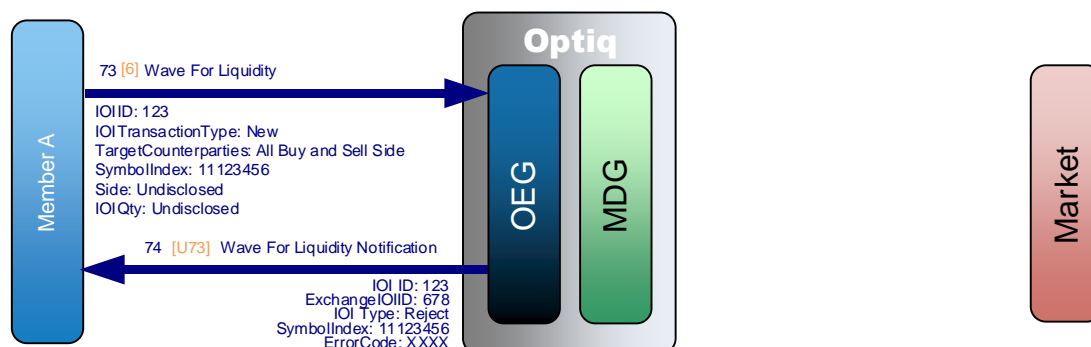 Optiq
73 [6] Wave For Liquidity
IOIID: 123
IOITransactionType: New
TargetCounterparties: All Buy and Sell Side
SymbolIndex: 11123456
Side: Undisclosed
IOIQty: Undisclosed
Member A
OEG
MDG
Market
74 [U73] Wave For Liquidity Notification
IOI ID: 123
ExchangeIOIID: 678
IOI Type: Reject
SymbolIndex: 11123456
ErrorCode: XXXX